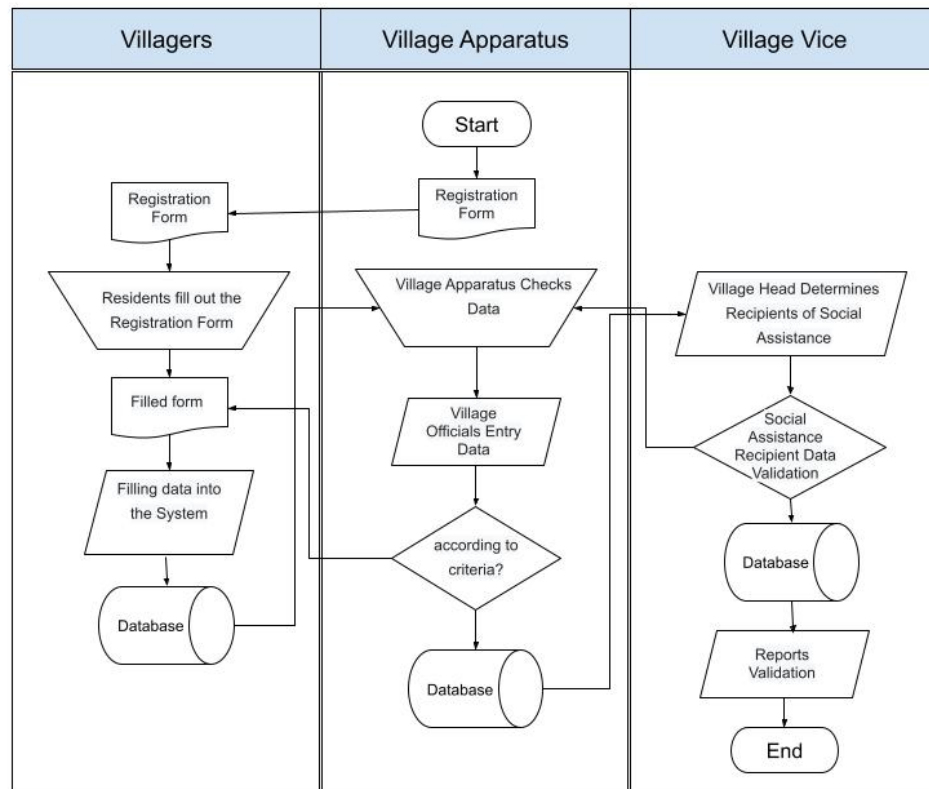 Villagers
Village Apparatus
Village Vice
Start
Registration
Form
Registration
Form
Residents fill out the
Registration Form
Filled form
Filling data into
the System
Database
Village Apparatus Checks
Data
Village
Officials Entry
Data
according to
criteria?
Database
Village Head Determines
Recipients of Social
Assistance
Social
Assistance
Recipient Data
Validation
Database
Reports
Validation
End